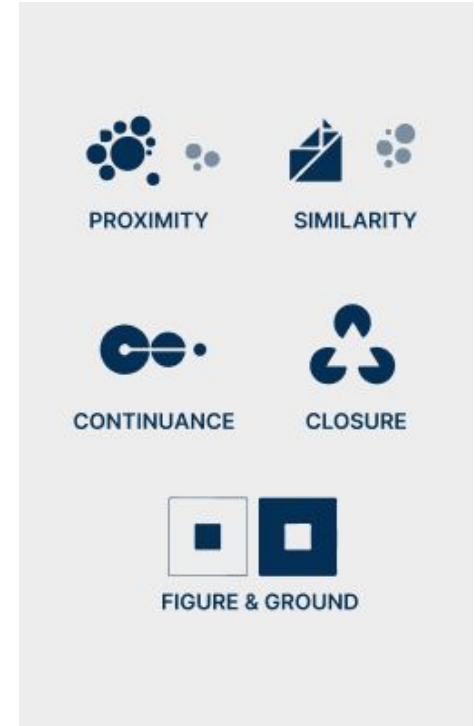 PROXIMITY
SIMILARITY
CONTINUANCE
CLOSURE
FIGURE & GROUND